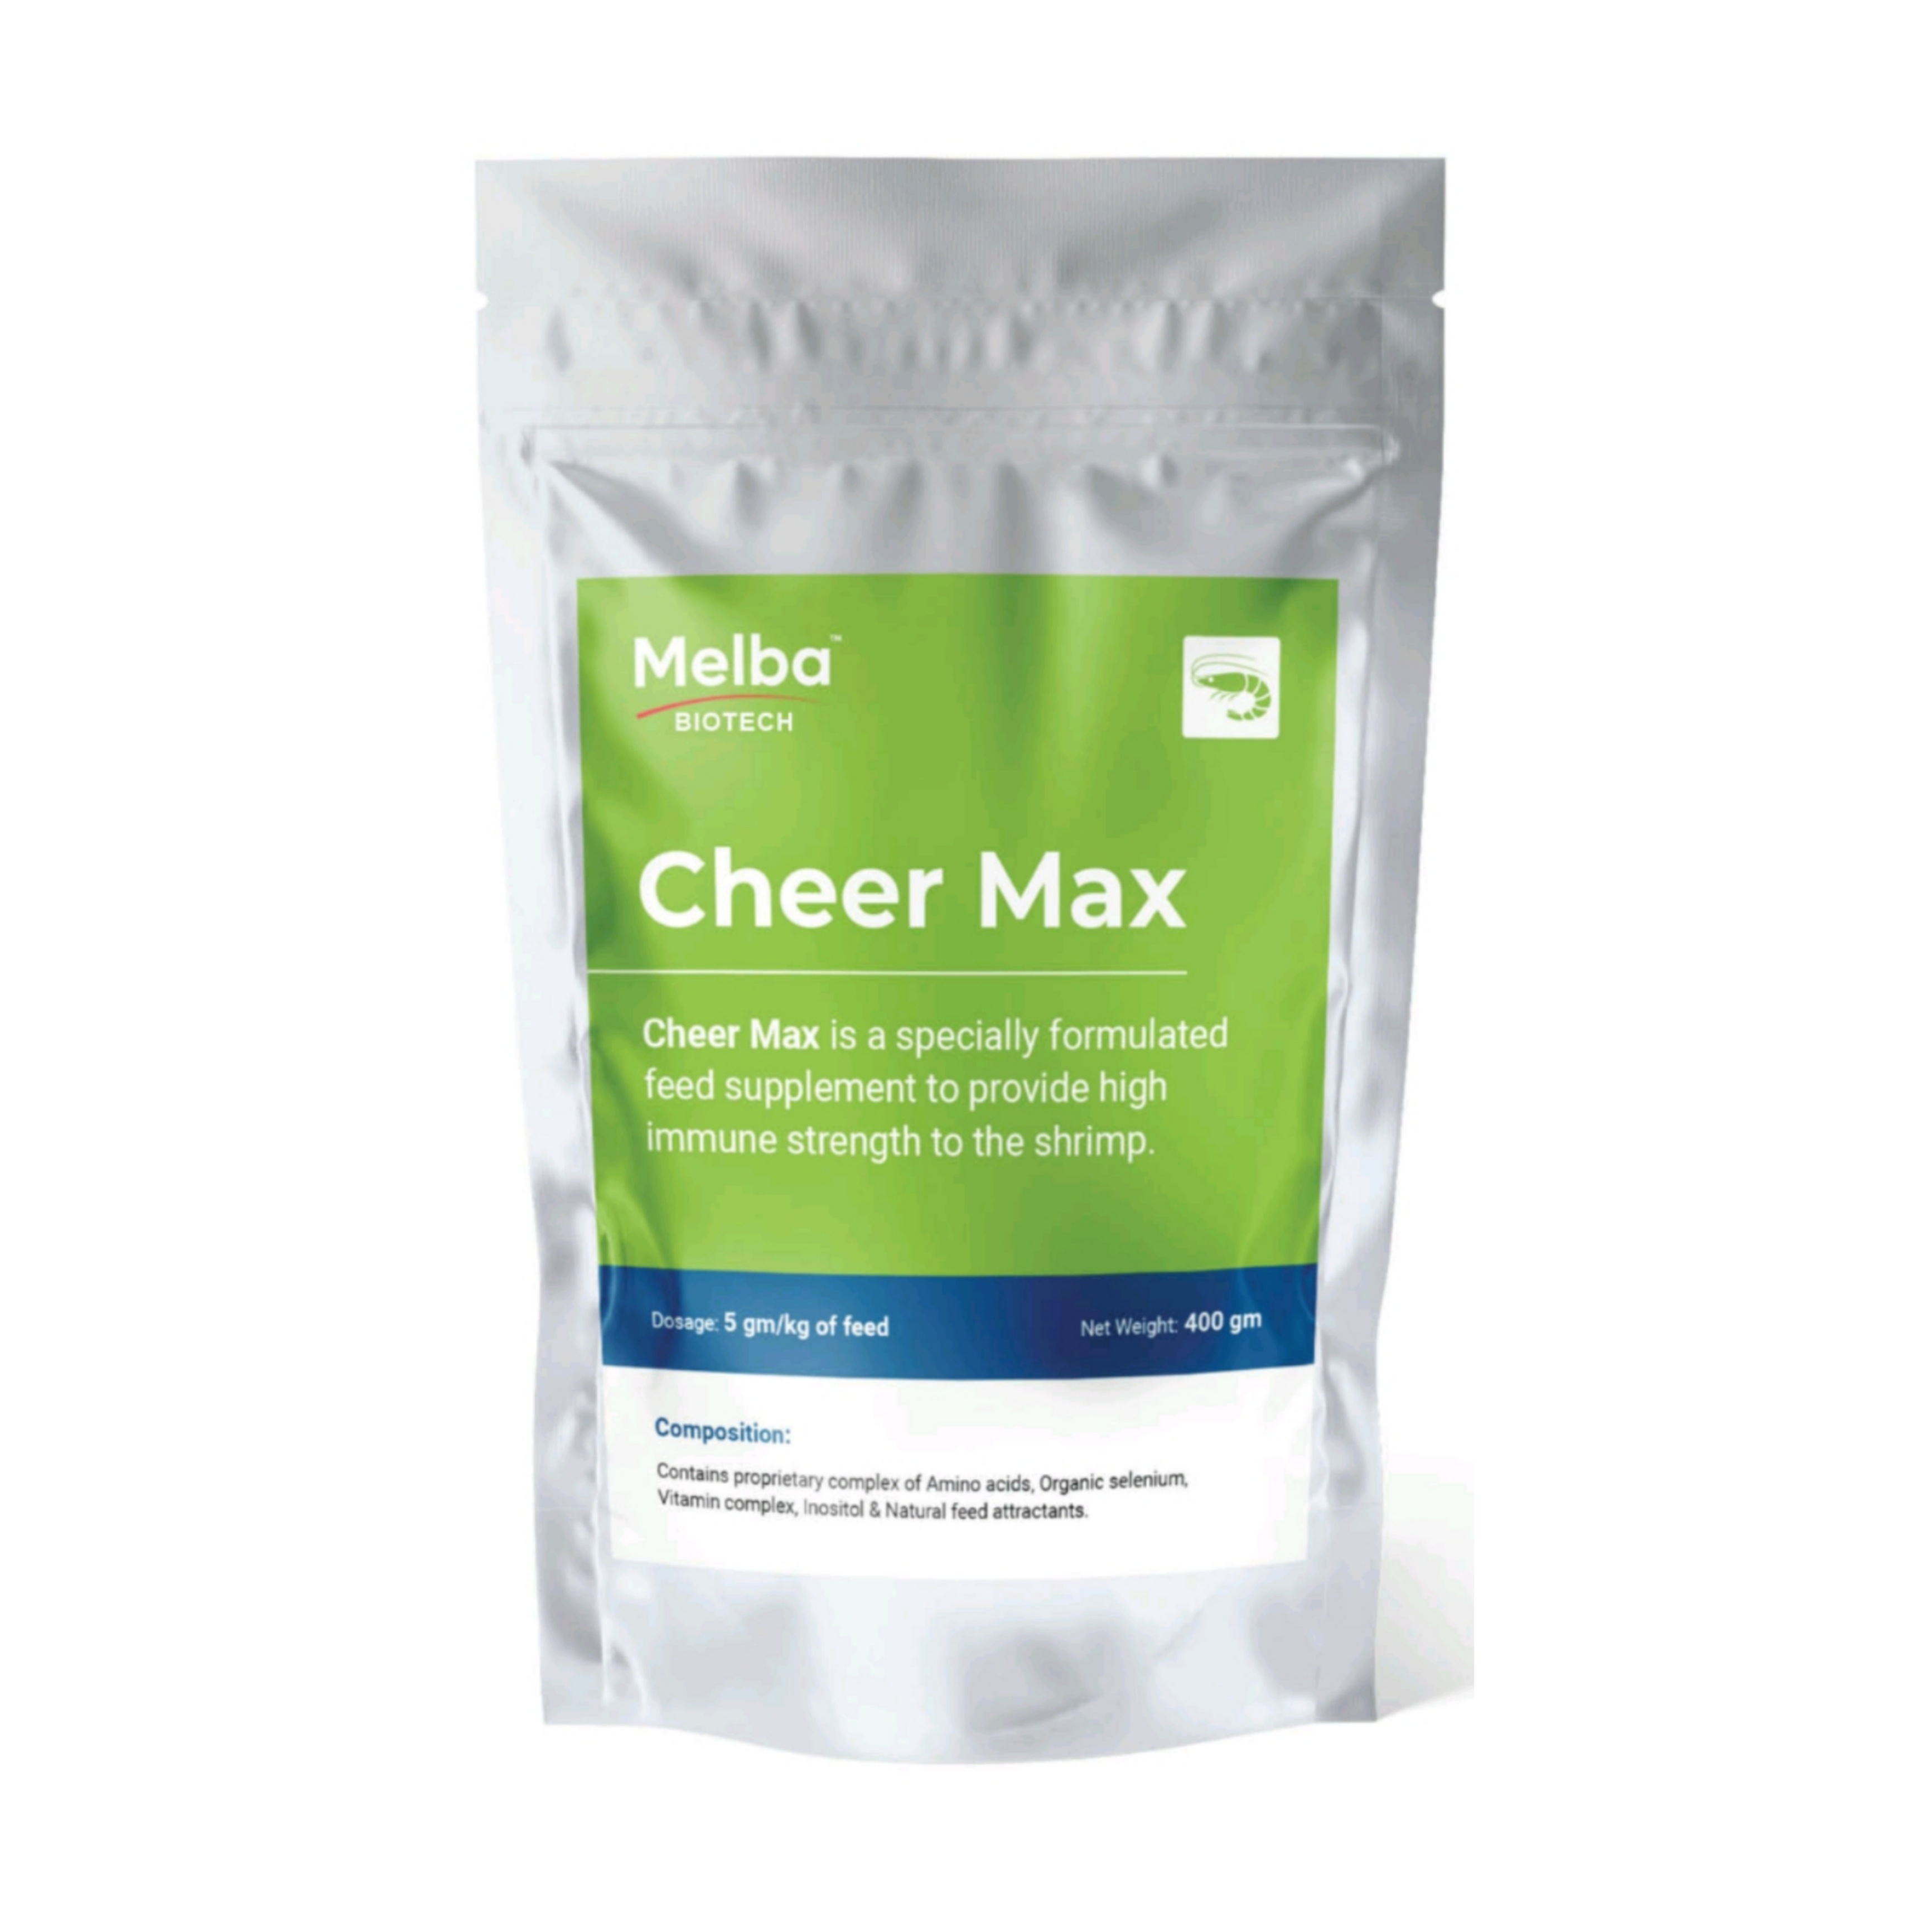 Melba™
BIOTECH
Cheer Max
Cheer Max is a specially formulated
feed supplement to provide high
immune strength to the shrimp.
Dosage: 5 gm/kg of feed
Net Weight: 400 gm
Composition:
Contains proprietary complex of Amino acids, Organic selenium,
Vitamin complex, Inositol & Natural feed attractants.